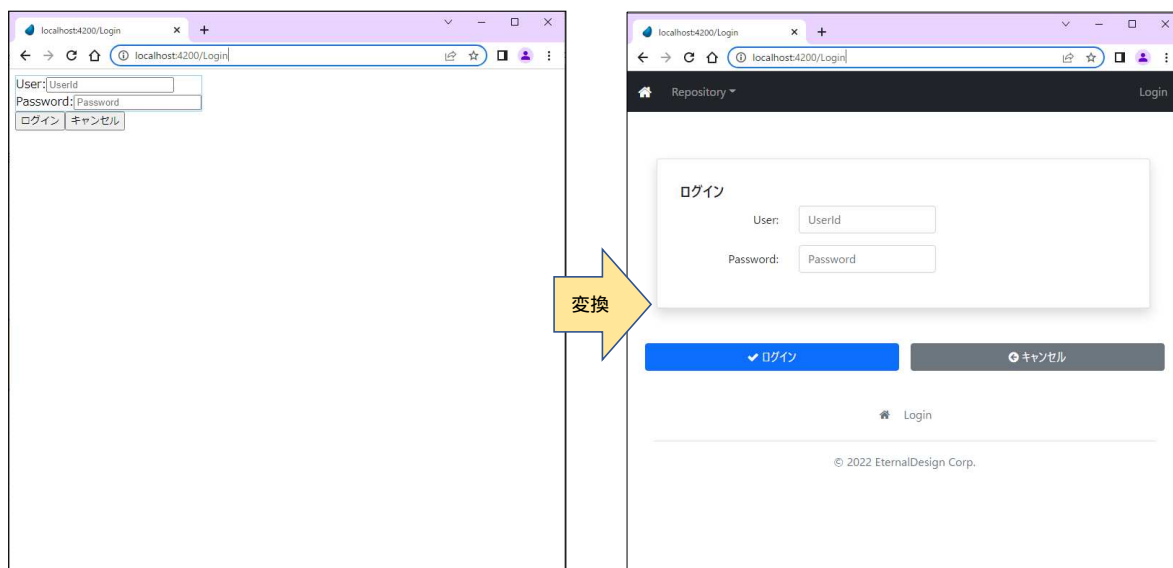 localhost:4200/Login
localhost:4200/Login
User: UserId
Password: Password
ログイン キャンセル
変換
localhost:4200/Login
localhost:4200/Login
Repository Login
ログイン
User: UserId
Password: Password
ログイン キャンセル
Login
© 2022 EternalDesign Corp.